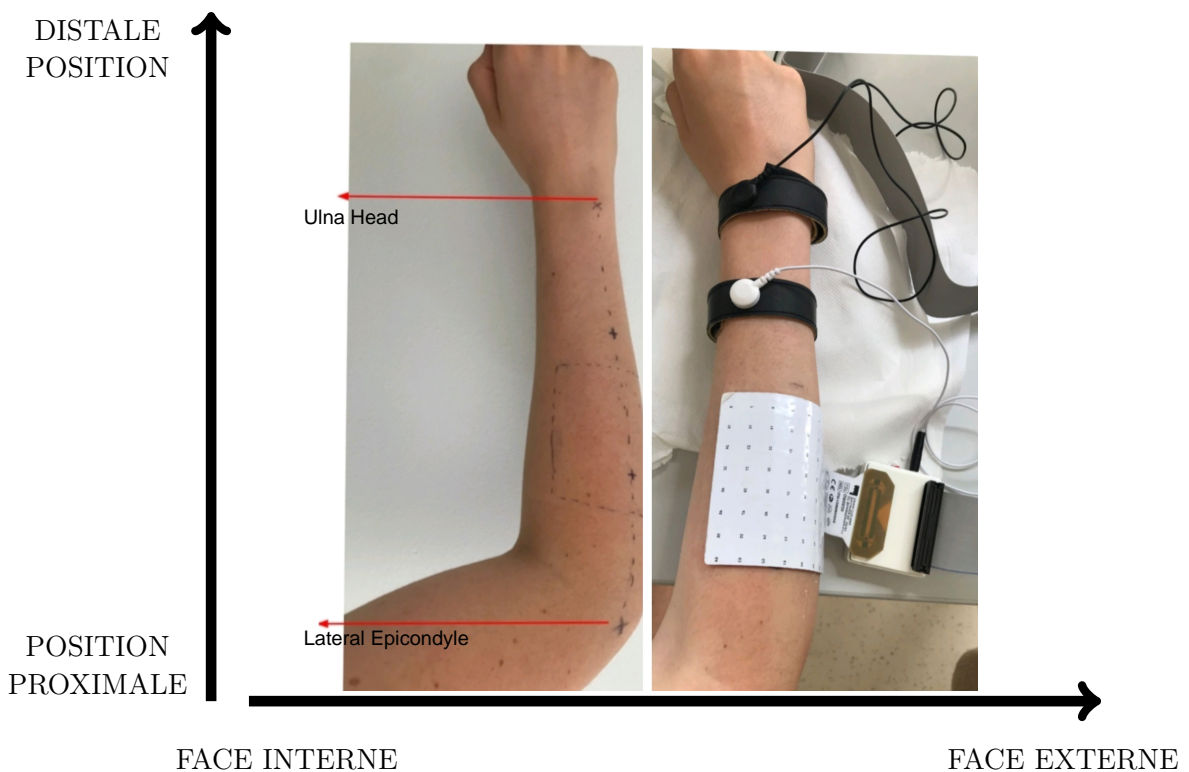 DISTALE
POSITION
Ulna Head
Lateral Epicondyle
POSITION
PROXIMALE
FACE INTERNE
FACE EXTERNE